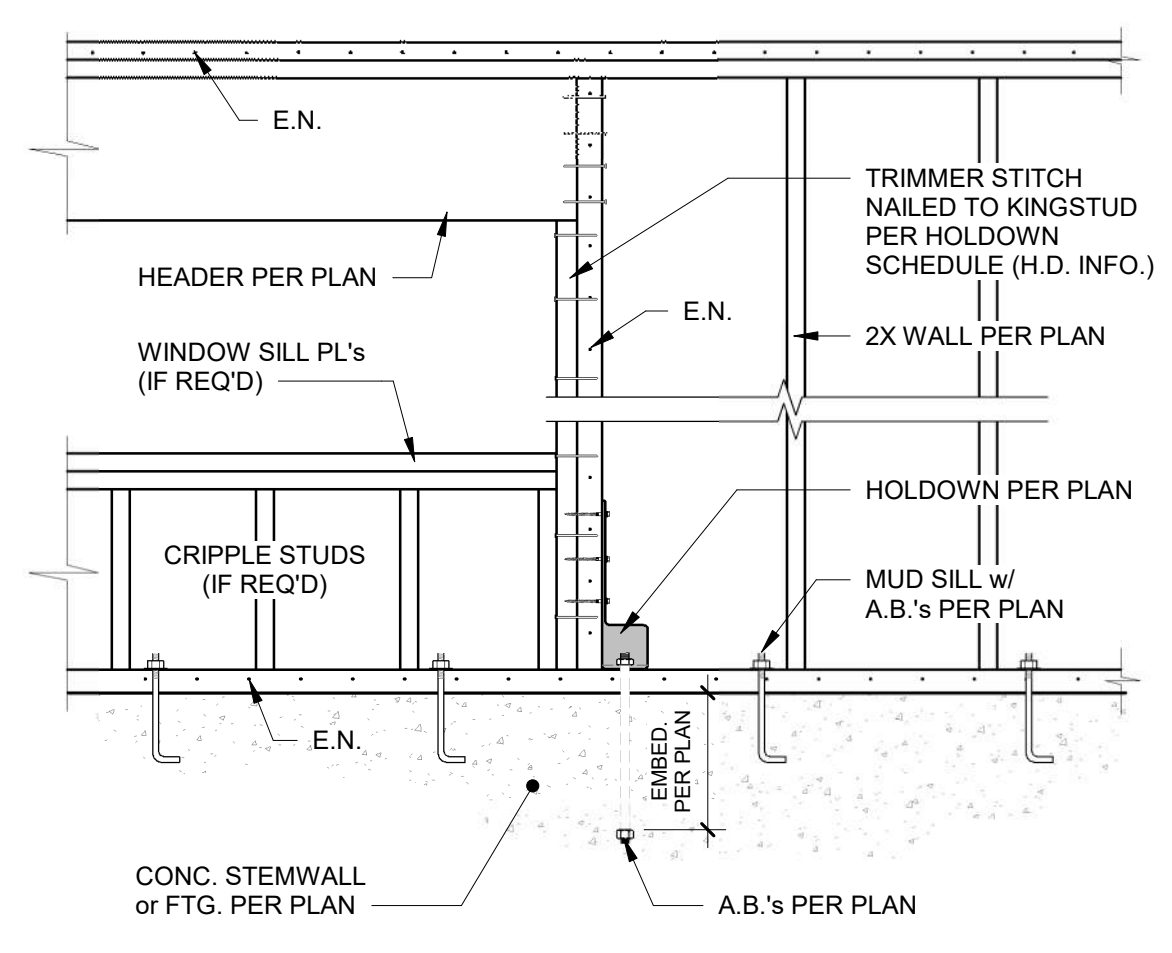 E.N.
TRIMMER STITCH
NAILED TO KINGSTUD
PER HOLDOWN
SCHEDULE (H.D. INFO.)
HEADER PER PLAN
E.N.
2X WALL PER PLAN
WINDOW SILL PL's
(IF REQ'D)
HOLDOWN PER PLAN
CRIPPLE STUDS
(IF REQ'D)
MUD SILL w/
A.B.'s PER PLAN
E.N.
EMBED.
PER PLAN
CONC. STEMWALL
or FTG. PER PLAN
A.B.'s PER PLAN